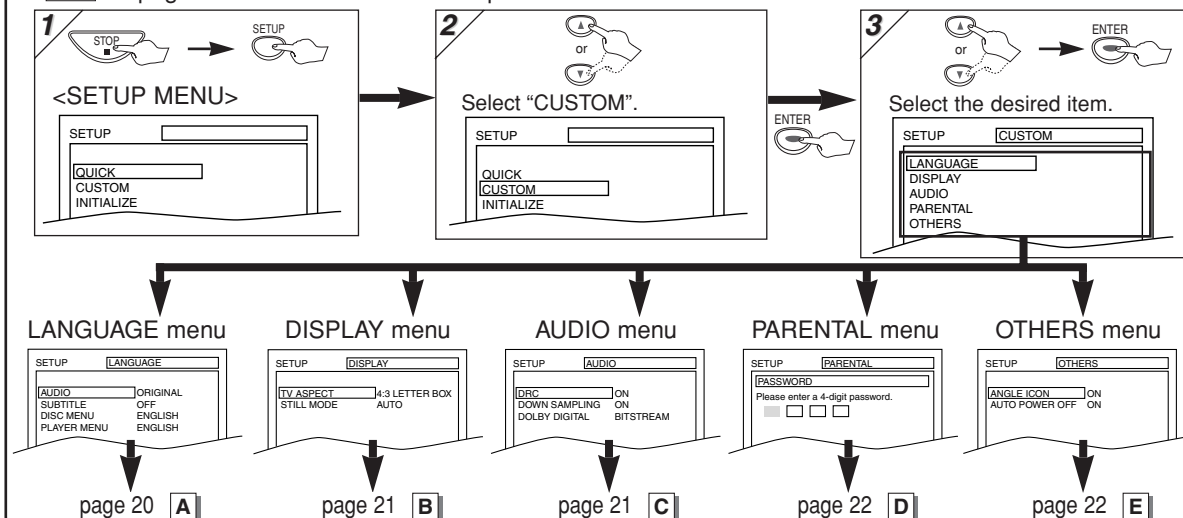 1
STOP
SETUP
<SETUP MENU>
SETUP
QUICK
CUSTOM
INITIALIZE
2
or
Select “CUSTOM”.
SETUP
QUICK
CUSTOM
INITIALIZE
ENTER
3
or
ENTER
Select the desired item.
SETUP CUSTOM
LANGUAGE
DISPLAY
AUDIO
PARENTAL
OTHERS
LANGUAGE menu
SETUP LANGUAGE
AUDIO ORIGINAL
SUBTITLE OFF
DISC MENU ENGLISH
PLAYER MENU ENGLISH
page 20 A
DISPLAY menu
SETUP DISPLAY
TV ASPECT 4:3 LETTER BOX
STILL MODE AUTO
page 21 B
AUDIO menu
SETUP AUDIO
DRC ON
DOWN SAMPLING ON
DOLBY DIGITAL BITSTREAM
page 21 C
PARENTAL menu
SETUP PARENTAL
PASSWORD
Please enter a 4-digit password.
page 22 D
OTHERS menu
SETUP OTHERS
ANGLE ICON ON
AUTO POWER OFF ON
page 22 E